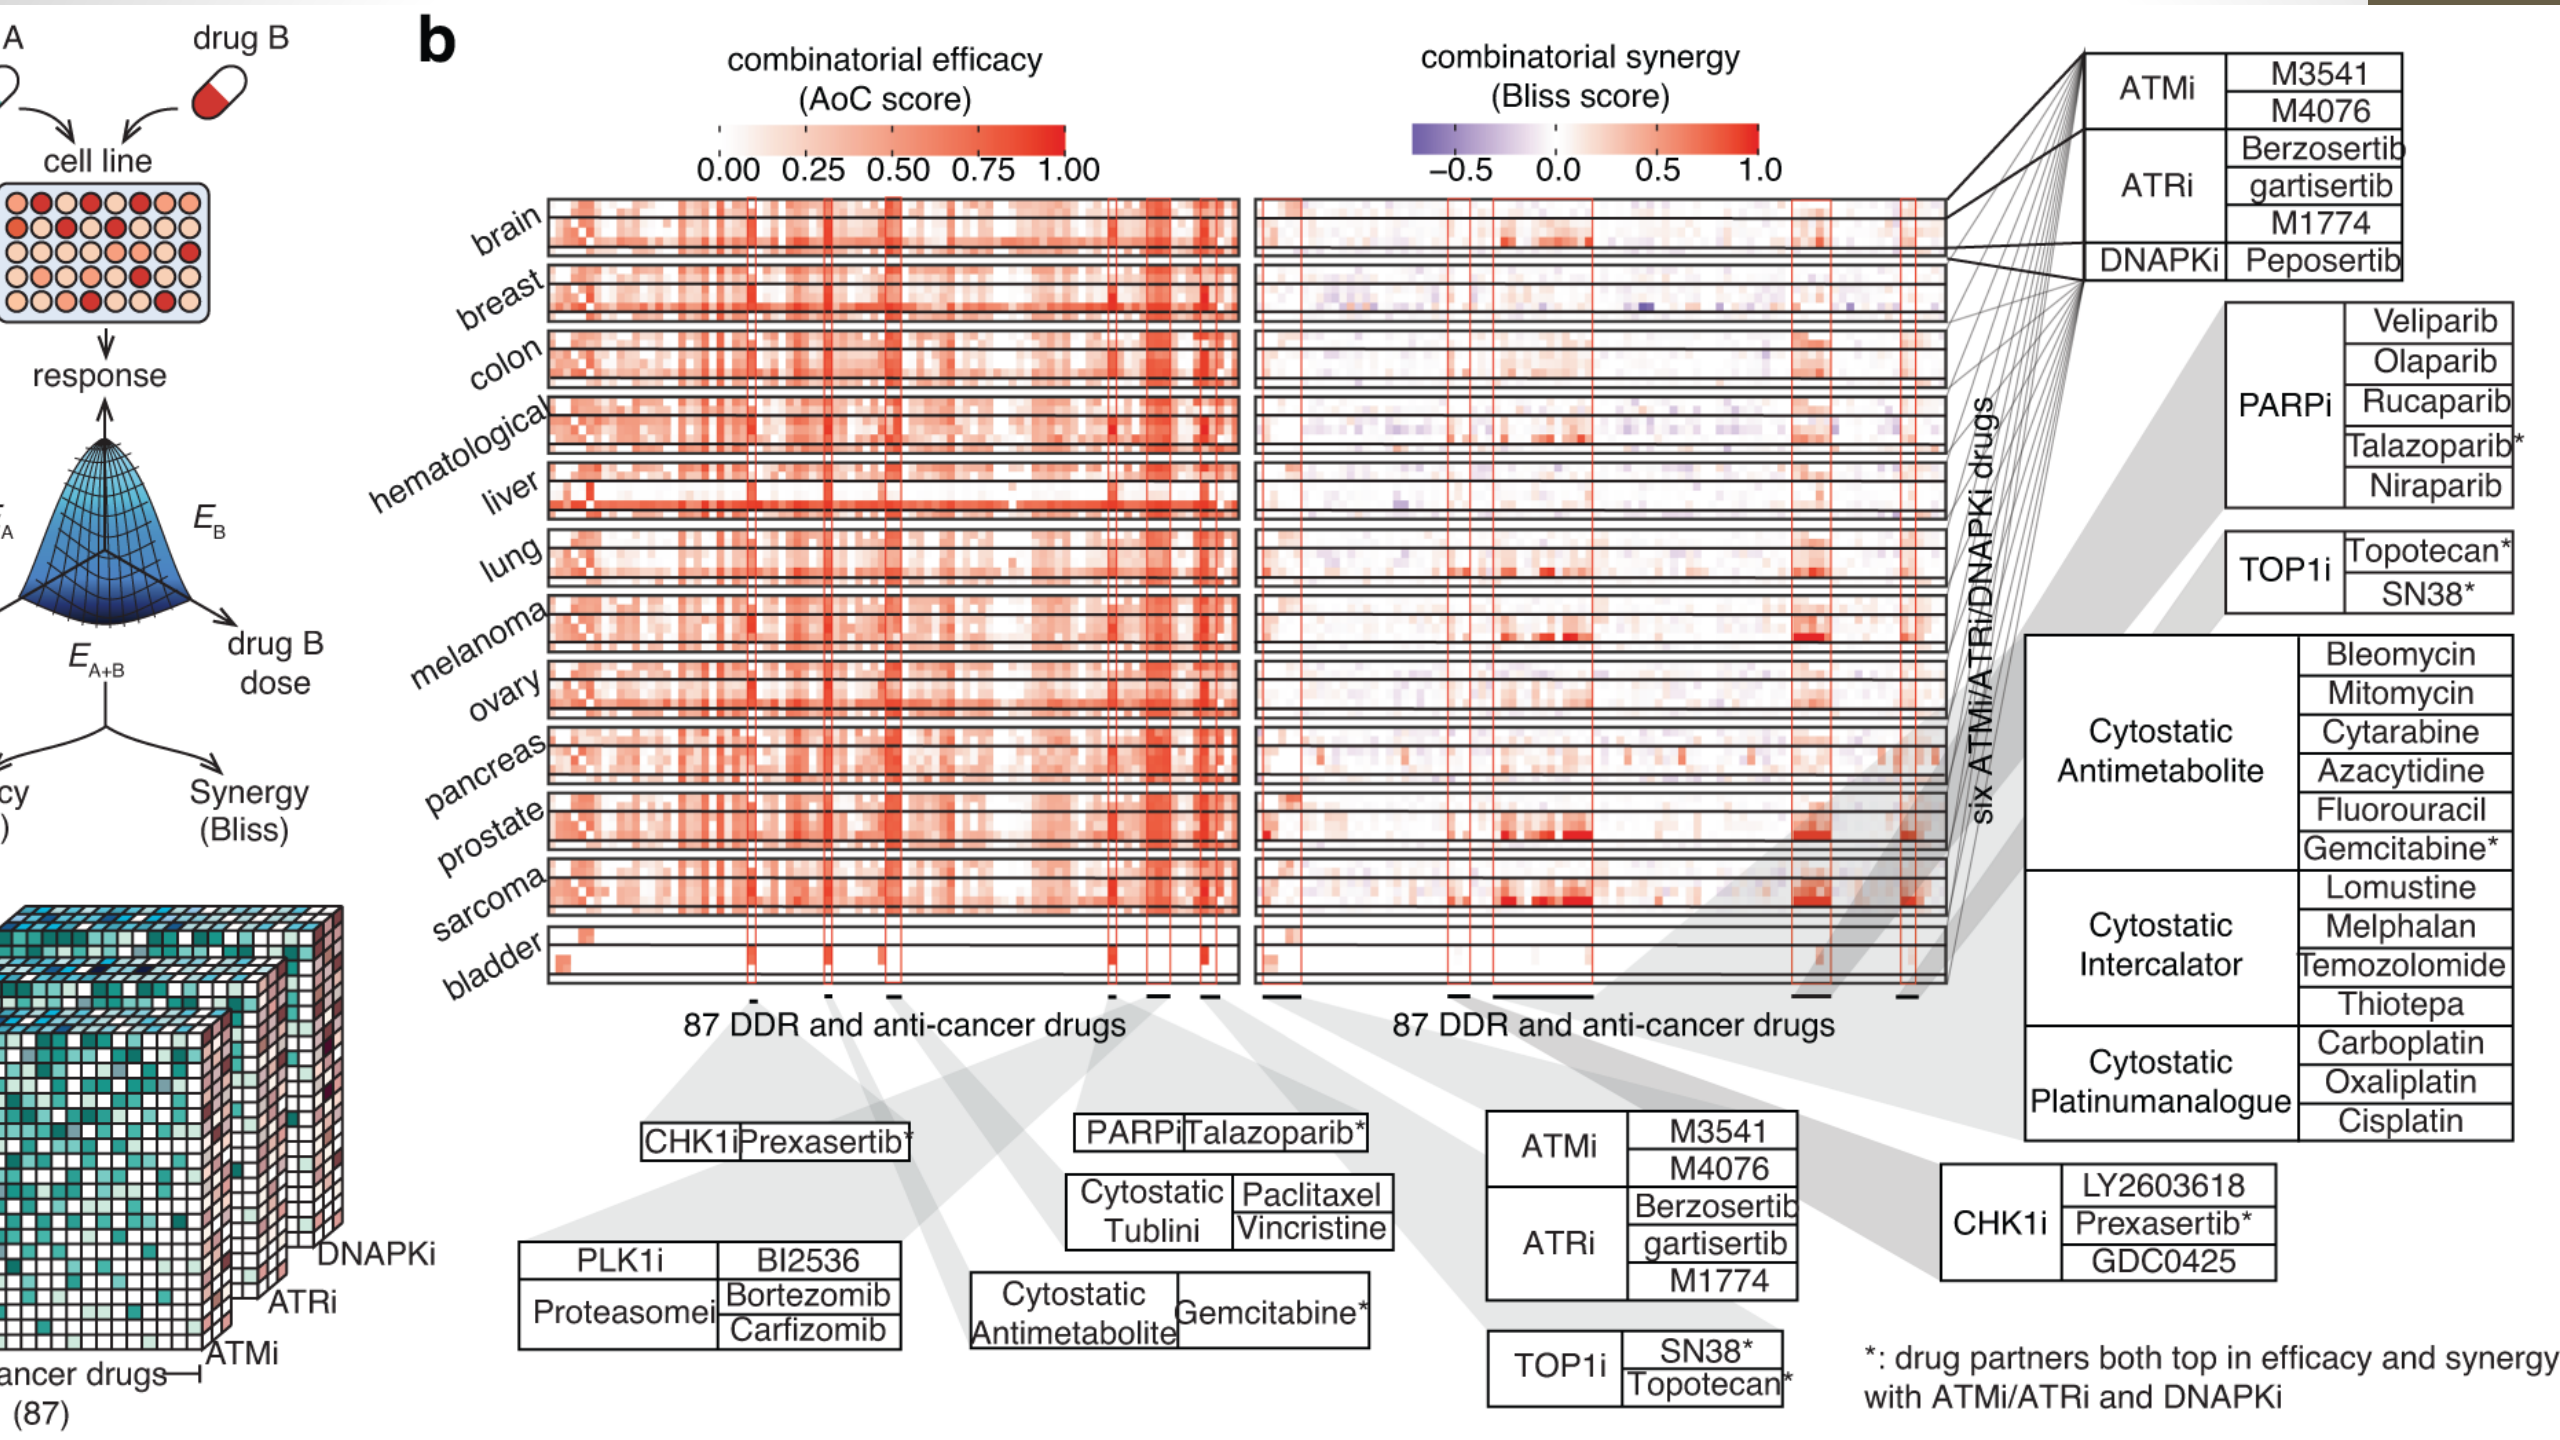 A
drug B
cell line
response
E
A
E
B
drug B
dose
E
A+B
cy
)
Synergy
(Bliss)
DNAPKi
ATRi
ATMi
ancer drugs
(87)
b
combinatorial efficacy
(AoC score)
0.00 0.25 0.50 0.75 1.00
combinatorial synergy
(Bliss score)
−0.5 0.0 0.5 1.0
brain
breast
colon
hematological
liver
lung
melanoma
ovary
pancreas
prostate
sarcoma
bladder
87 DDR and anti-cancer drugs
87 DDR and anti-cancer drugs
six ATMi/ATRi/DNAPKi drugs
ATMi
M3541
M4076
ATRi
Berzosertib
gartisertib
M1774
DNAPKi
Peposertib
PARPi
Veliparib
Olaparib
Rucaparib
Talazoparib*
Niraparib
TOP1i
Topotecan*
SN38*
Cytostatic
Antimetabolite
Bleomycin
Mitomycin
Cytarabine
Azacytidine
Fluorouracil
Gemcitabine*
Cytostatic
Intercalator
Lomustine
Melphalan
Temozolomide
Thiotepa
Cytostatic
Platinumanalogue
Carboplatin
Oxaliplatin
Cisplatin
CHK1i
Prexasertib*
PLK1i
BI2536
Proteasomei
Bortezomib
Carfizomib
PARPi
Talazoparib*
Cytostatic
Tublini
Paclitaxel
Vincristine
Cytostatic
Antimetabolite
Gemcitabine*
ATMi
M3541
M4076
ATRi
Berzosertib
gartisertib
M1774
TOP1i
SN38*
Topotecan*
CHK1i
LY2603618
Prexasertib*
GDC0425
*: drug partners both top in efficacy and synergy
with ATMi/ATRi and DNAPKi